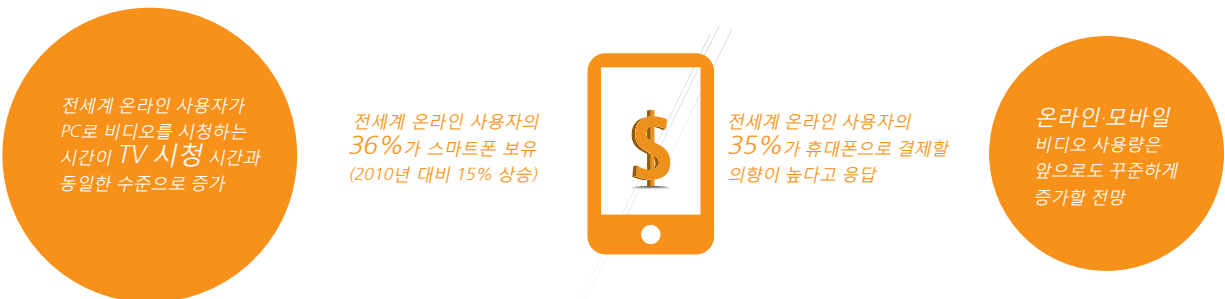 전세계 온라인 사용자가
PC로 비디오를 시청하는
시간이 TV 시청 시간과
동일한 수준으로 증가
전세계 온라인 사용자의
36%가 스마트폰 보유
(2010년 대비 15% 상승)
$
전세계 온라인 사용자의
35%가 휴대폰으로 결제할
의향이 높다고 응답
온라인·모바일
비디오 사용량은
앞으로도 꾸준하게
증가할 전망